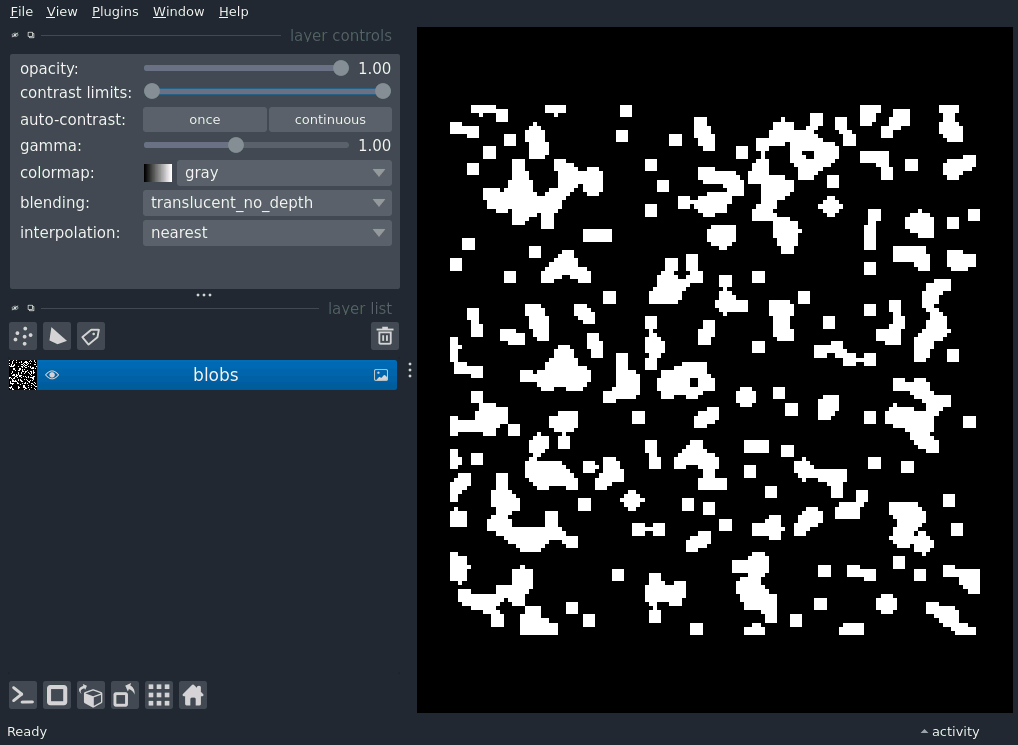 File View Plugins Window Help
layer controls
opacity: 1.00
contrast limits:
auto-contrast: once continuous
gamma: 1.00
colormap: gray
blending: translucent_no_depth
interpolation: nearest
layer list
blobs
Ready activity